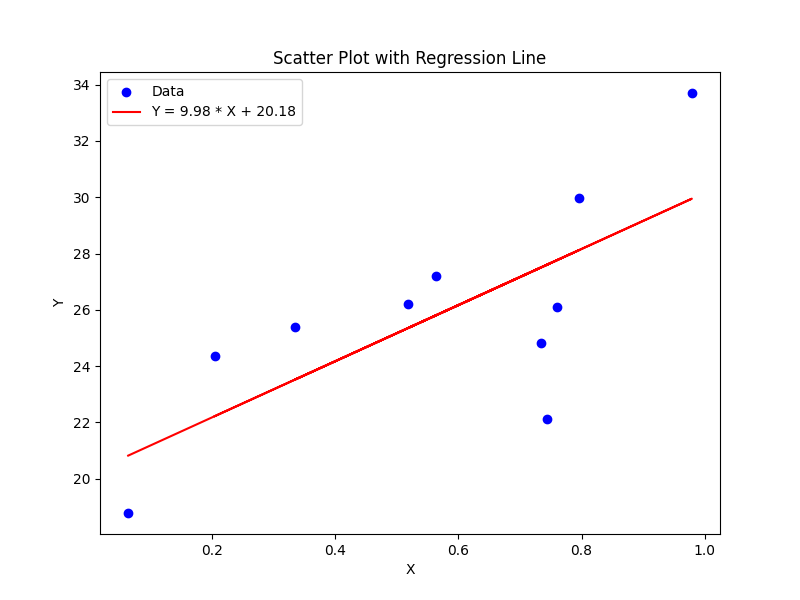 Scatter Plot with Regression Line
Data
Y = 9.98 * X + 20.18
34
32
30
28
26
24
22
20
Y
0.2 0.4 0.6 0.8 1.0
X